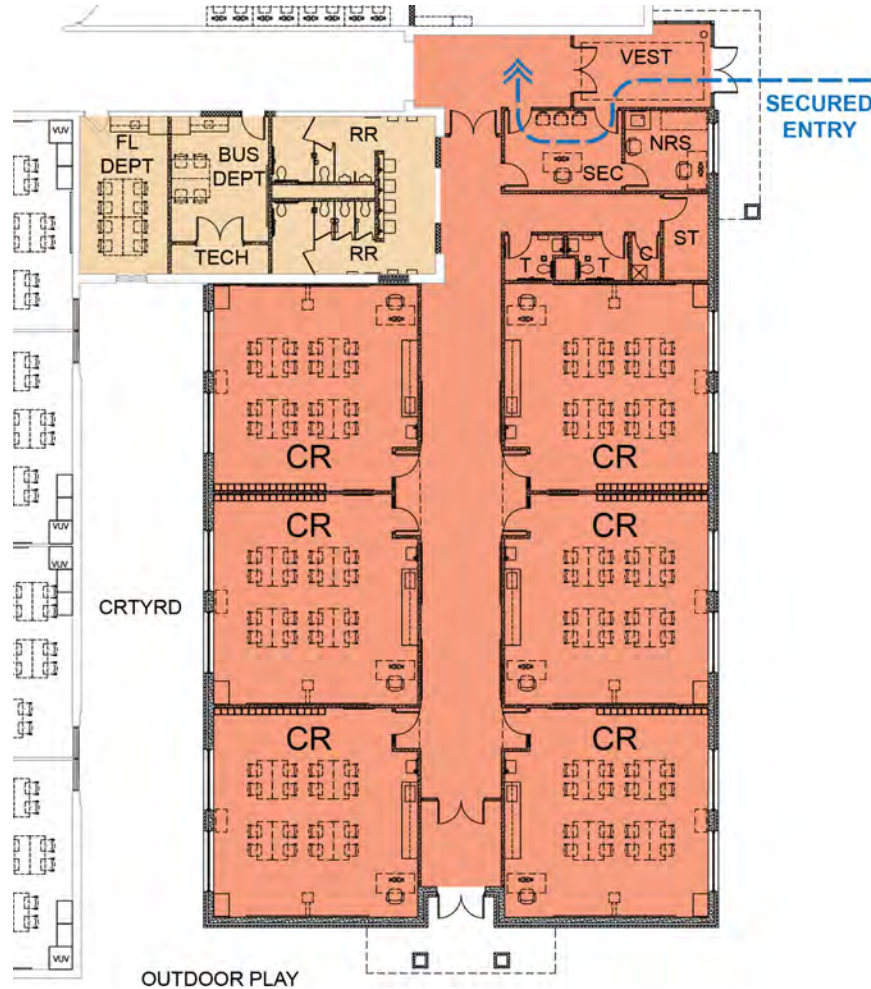 VEST
SECURED
ENTRY
VUV
FL
DEPT
BUS
DEPT
RR
SEC
NRS
TECH
RR
T
T
C
ST
CR
CR
CR
CR
VUV
VUV
CRTYRD
CR
CR
VUV
OUTDOOR PLAY